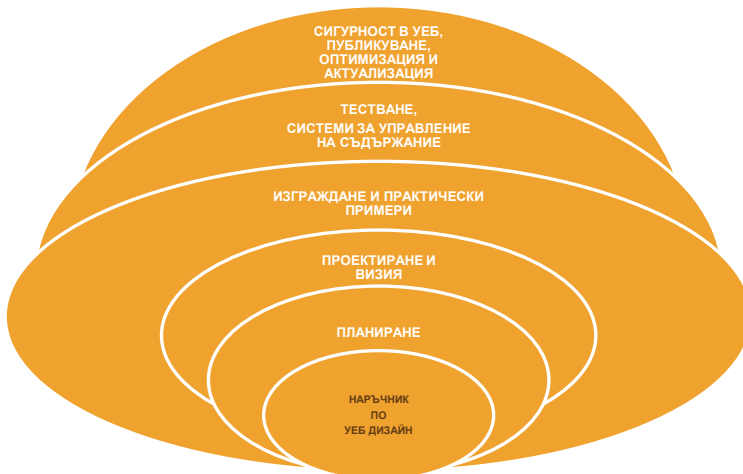 СИГУРНОСТ В УЕБ,
ПУБЛИКУВАНЕ,
ОПТИМИЗАЦИЯ И
АКТУАЛИЗАЦИЯ
ТЕСТВАНЕ,
СИСТЕМИ ЗА УПРАВЛЕНИЕ
НА СЪДЪРЖАНИЕ
ИЗГРАЖДАНЕ И ПРАКТИЧЕСКИ
ПРИМЕРИ
ПРОЕКТИРАНЕ И
ВИЗИЯ
ПЛАНИРАНЕ
НАРЪЧНИК
ПО
УЕБ ДИЗАЙН